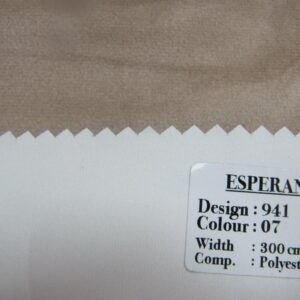 ESPERAN
Design : 941
Colour : 07
Width : 300 cm
Comp. : Polyest